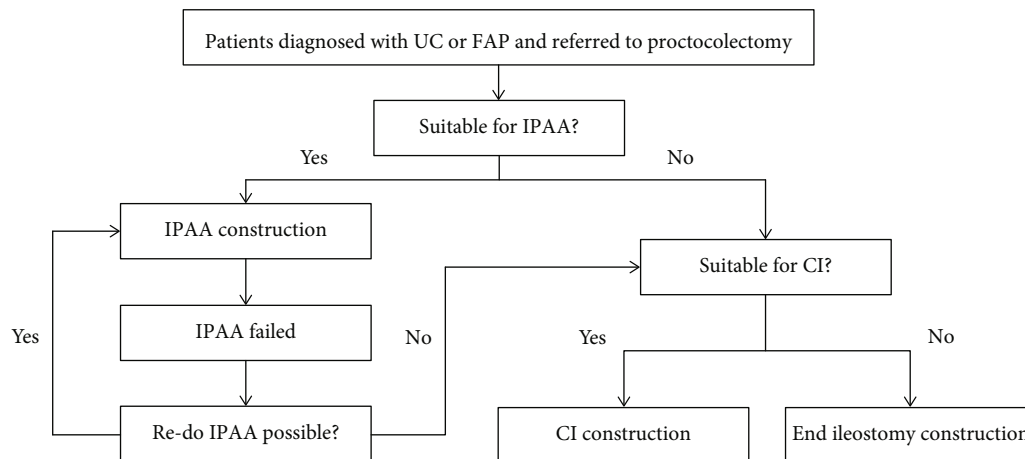 Patients diagnosed with UC or FAP and referred to proctocolectomy
Suitable for IPAA?
Yes
No
IPAA construction
Suitable for CI?
Yes
IPAA failed
No
Yes
No
Re-do IPAA possible?
CI construction
End ileostomy construction